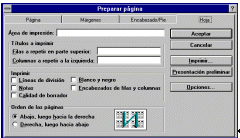 Preparar página
Página Márgenes Encabezado/Pie Hoja
Área de impresión:
Aceptar
Títulos a imprimir
Cancelar
Filas a repetir en parte superior:
Columnas a repetir a la izquierda:
Imprimir...
Presentación preliminar
Imprimir
Líneas de división Blanco y negro
Opciones...
Notas Encabezados de filas y columnas
Calidad de borrador
Orden de las páginas
Abajo, luego hacia la derecha
Derecha, luego hacia abajo